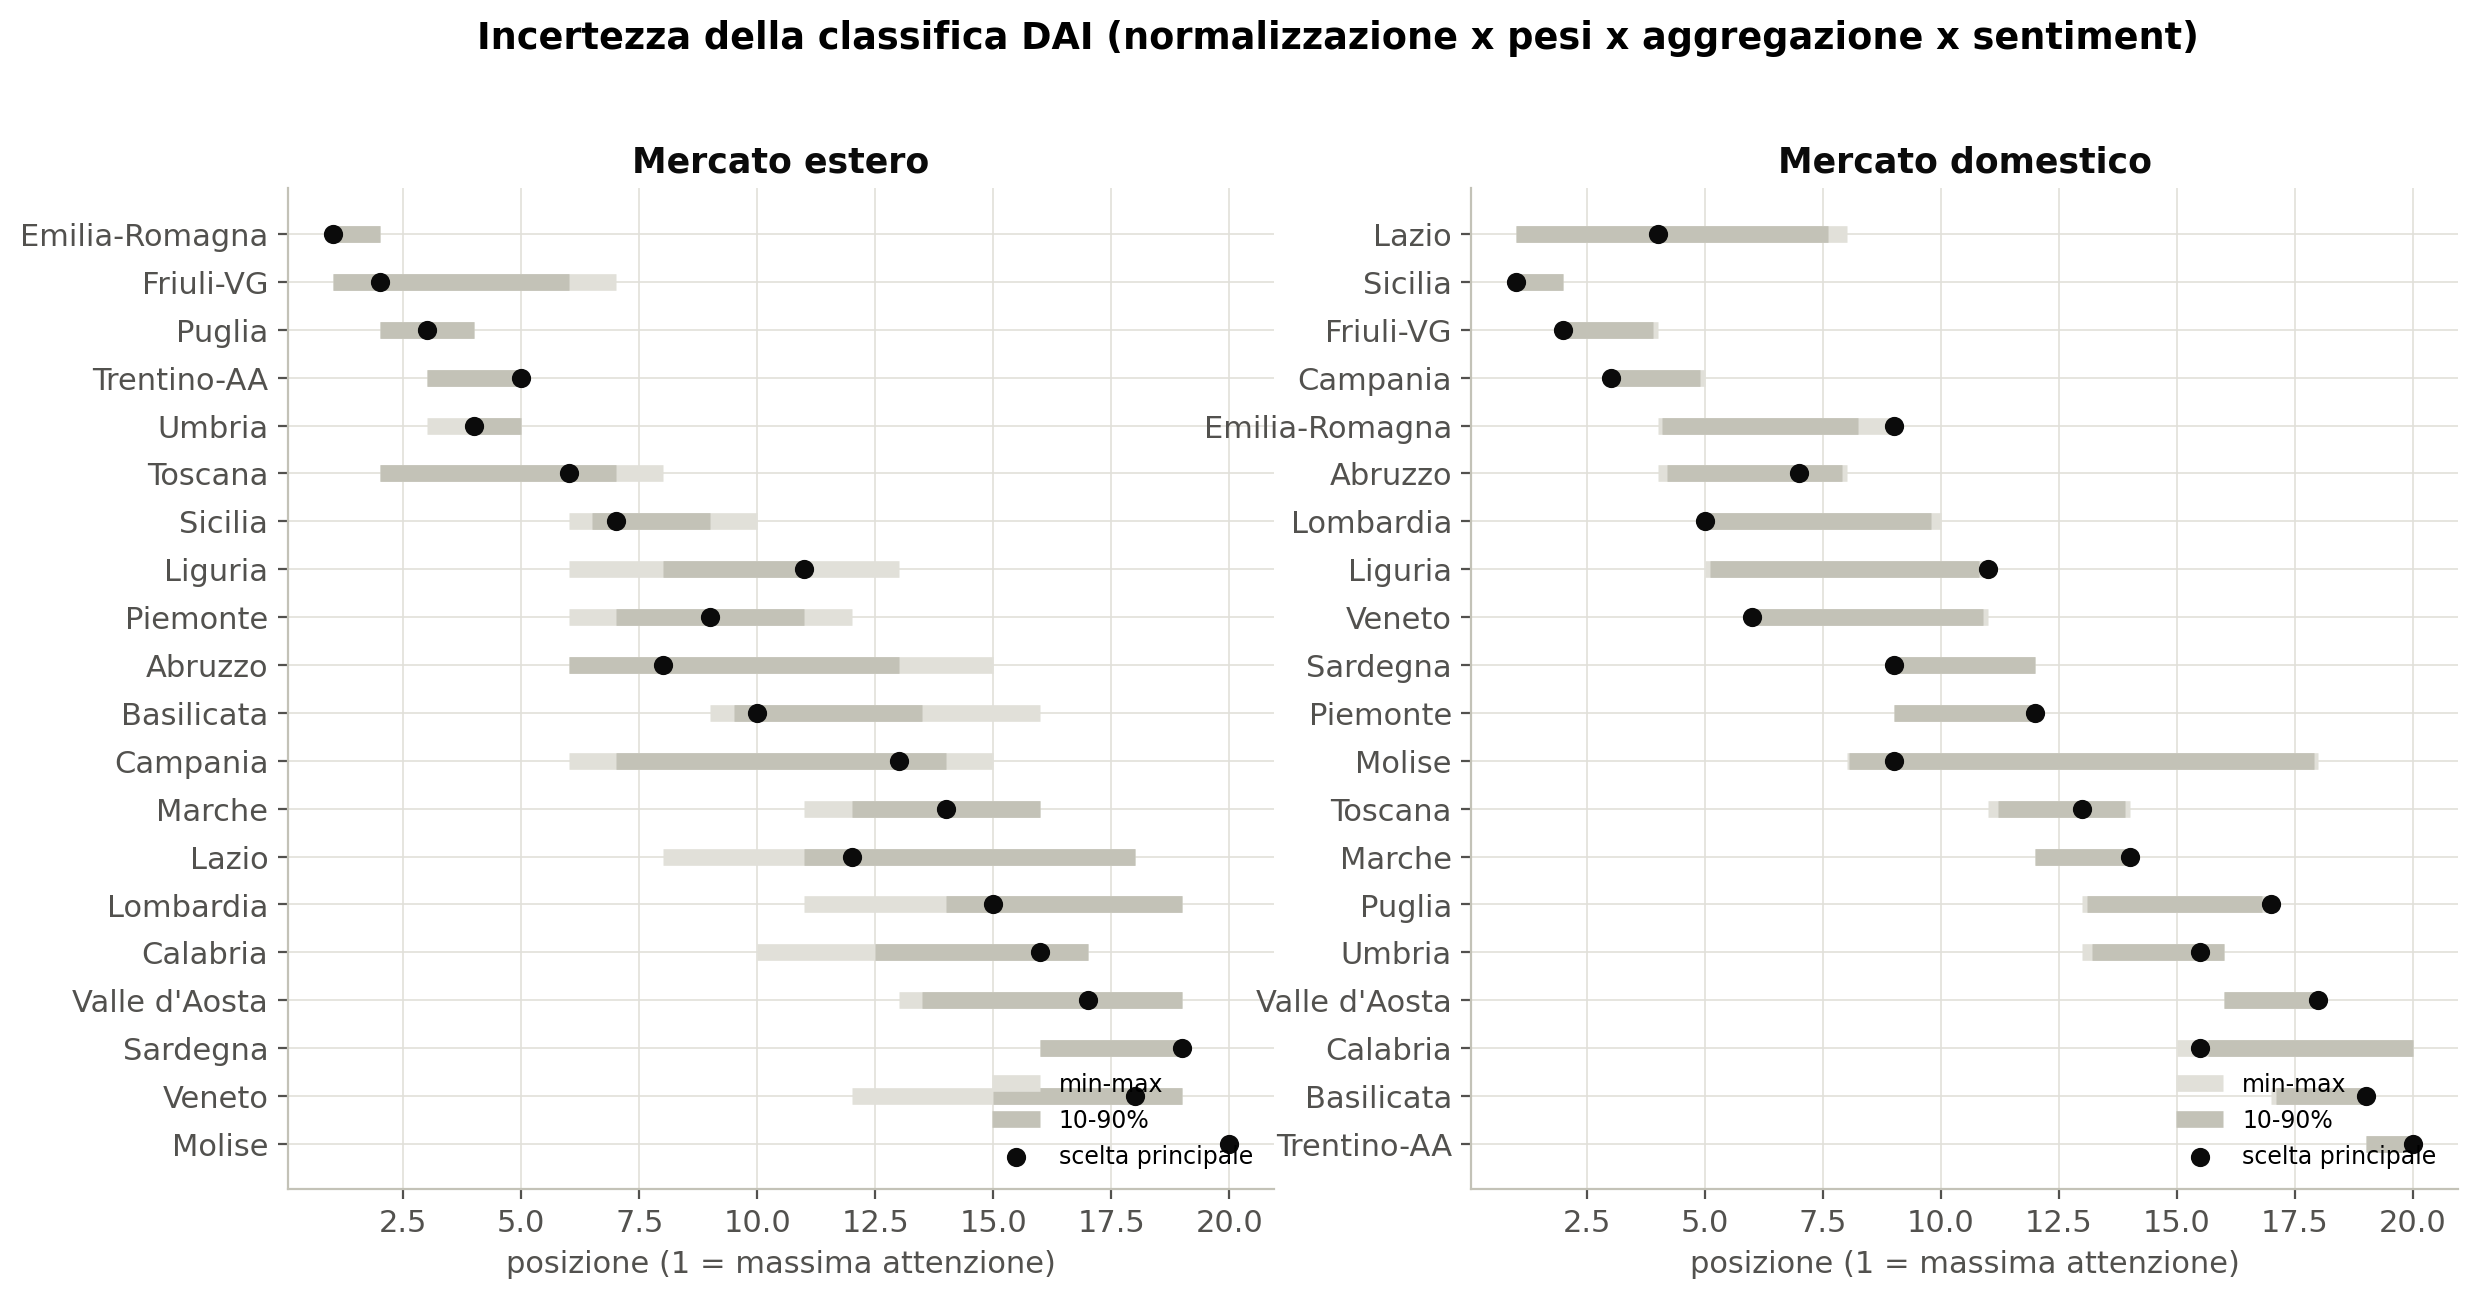 Incertezza della classifica DAI (normalizzazione x pesi x aggregazione x sentiment)
Mercato estero
Emilia-Romagna
Friuli-VG
Puglia
Trentino-AA
Umbria
Toscana
Sicilia
Liguria
Piemonte
Abruzzo
Basilicata
Campania
Marche
Lazio
Lombardia
Calabria
Valle d'Aosta
Sardegna
Veneto
Molise
min-max
10-90%
scelta principale
2.5 5.0 7.5 10.0 12.5 15.0 17.5 20.0
posizione (1 = massima attenzione)
Mercato domestico
Lazio
Sicilia
Friuli-VG
Campania
Emilia-Romagna
Abruzzo
Lombardia
Liguria
Veneto
Sardegna
Piemonte
Molise
Toscana
Marche
Puglia
Umbria
Valle d'Aosta
Calabria
Basilicata
Trentino-AA
min-max
10-90%
scelta principale
2.5 5.0 7.5 10.0 12.5 15.0 17.5 20.0
posizione (1 = massima attenzione)